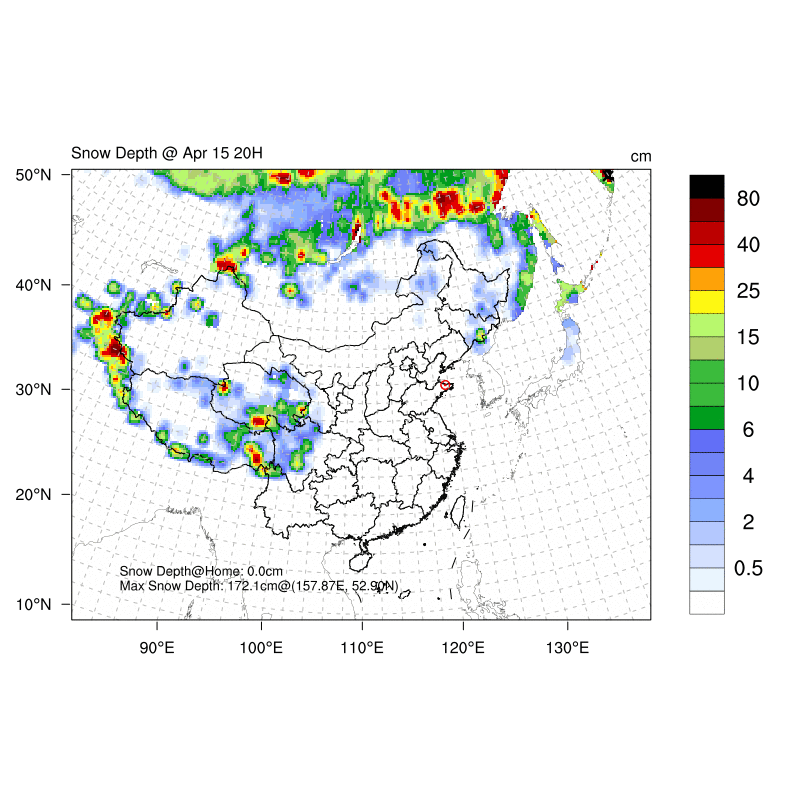 Snow Depth @ Apr 15 20H
cm
50°N
40°N
30°N
20°N
10°N
90°E
100°E
110°E
120°E
130°E
80
40
25
15
10
6
4
2
0.5
Snow Depth@Home: 0.0cm
Max Snow Depth: 172.1cm@(157.87E, 52.90N)